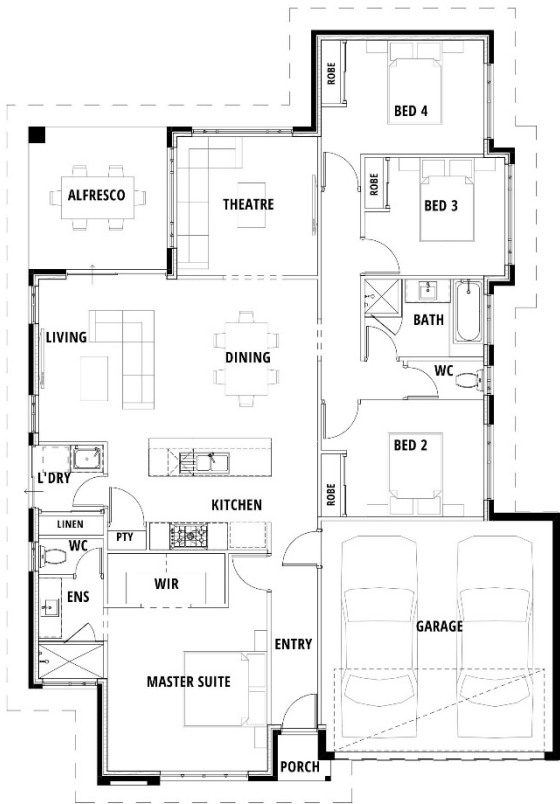 ROBE
BED 4
ALFRESCO
THEATRE
ROBE
BED 3
LIVING
DINING
BATH
WC
L'DRY
BED 2
ROBE
KITCHEN
LINEN
PTY
WC
WIR
ENS
ENTRY
GARAGE
MASTER SUITE
PORCH